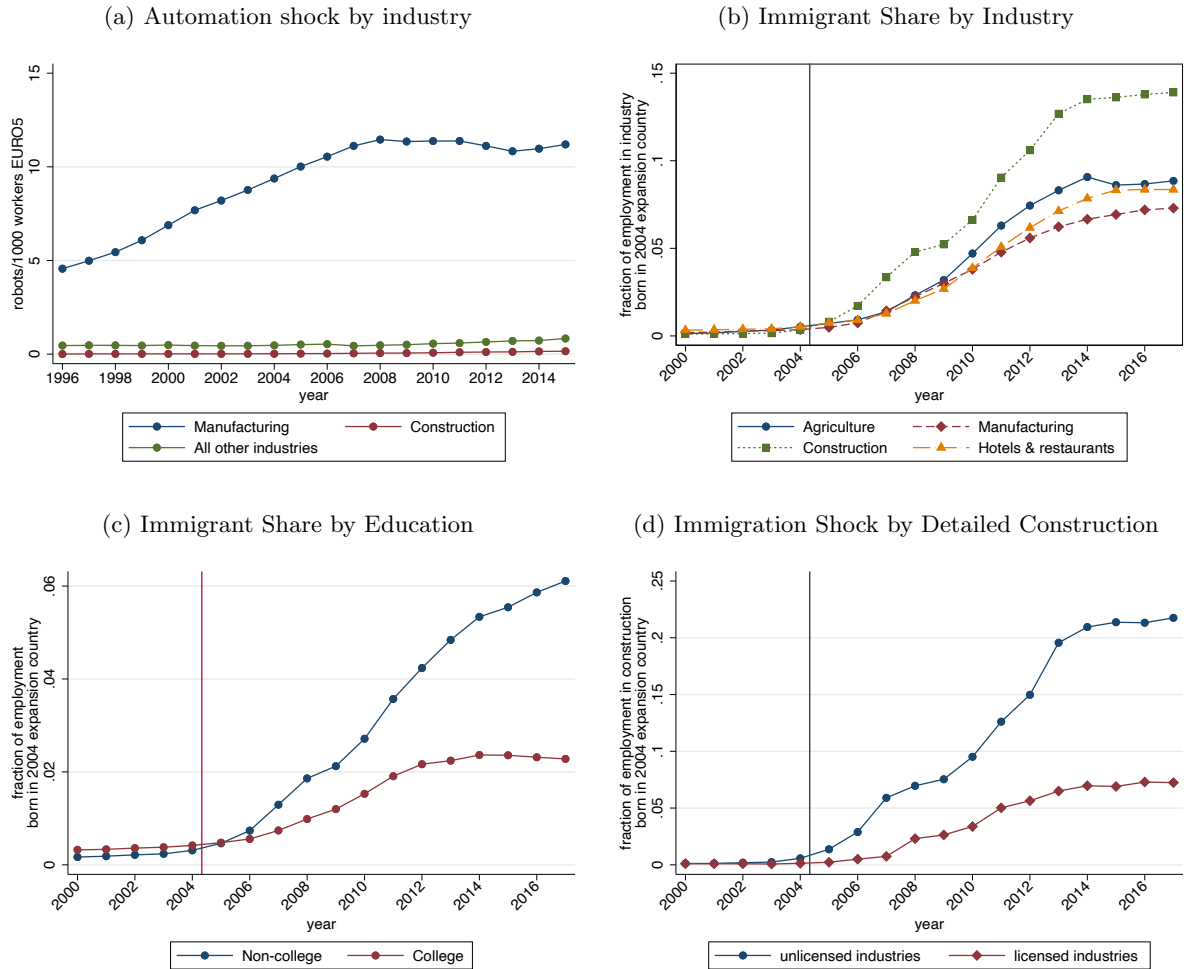 (a) Automation shock by industry
robots/1000 workers EURO5
15
10
5
0
1996 1998 2000 2002 2004 2006 2008 2010 2012 2014
year
Manufacturing Construction
All other industries
(b) Immigrant Share by Industry
fraction of employment in industry
born in 2004 expansion country
.15
.1
.05
0
2000 2002 2004 2006 2008 2010 2012 2014 2016
year
Agriculture Manufacturing
Construction Hotels & restaurants
(c) Immigrant Share by Education
fraction of employment
born in 2004 expansion country
.06
.04
.02
0
2000 2002 2004 2006 2008 2010 2012 2014 2016
year
Non-college College
(d) Immigration Shock by Detailed Construction
fraction of employment in construction
born in 2004 expansion country
.25
.2
.15
.1
.05
0
2000 2002 2004 2006 2008 2010 2012 2014 2016
year
unlicensed industries licensed industries